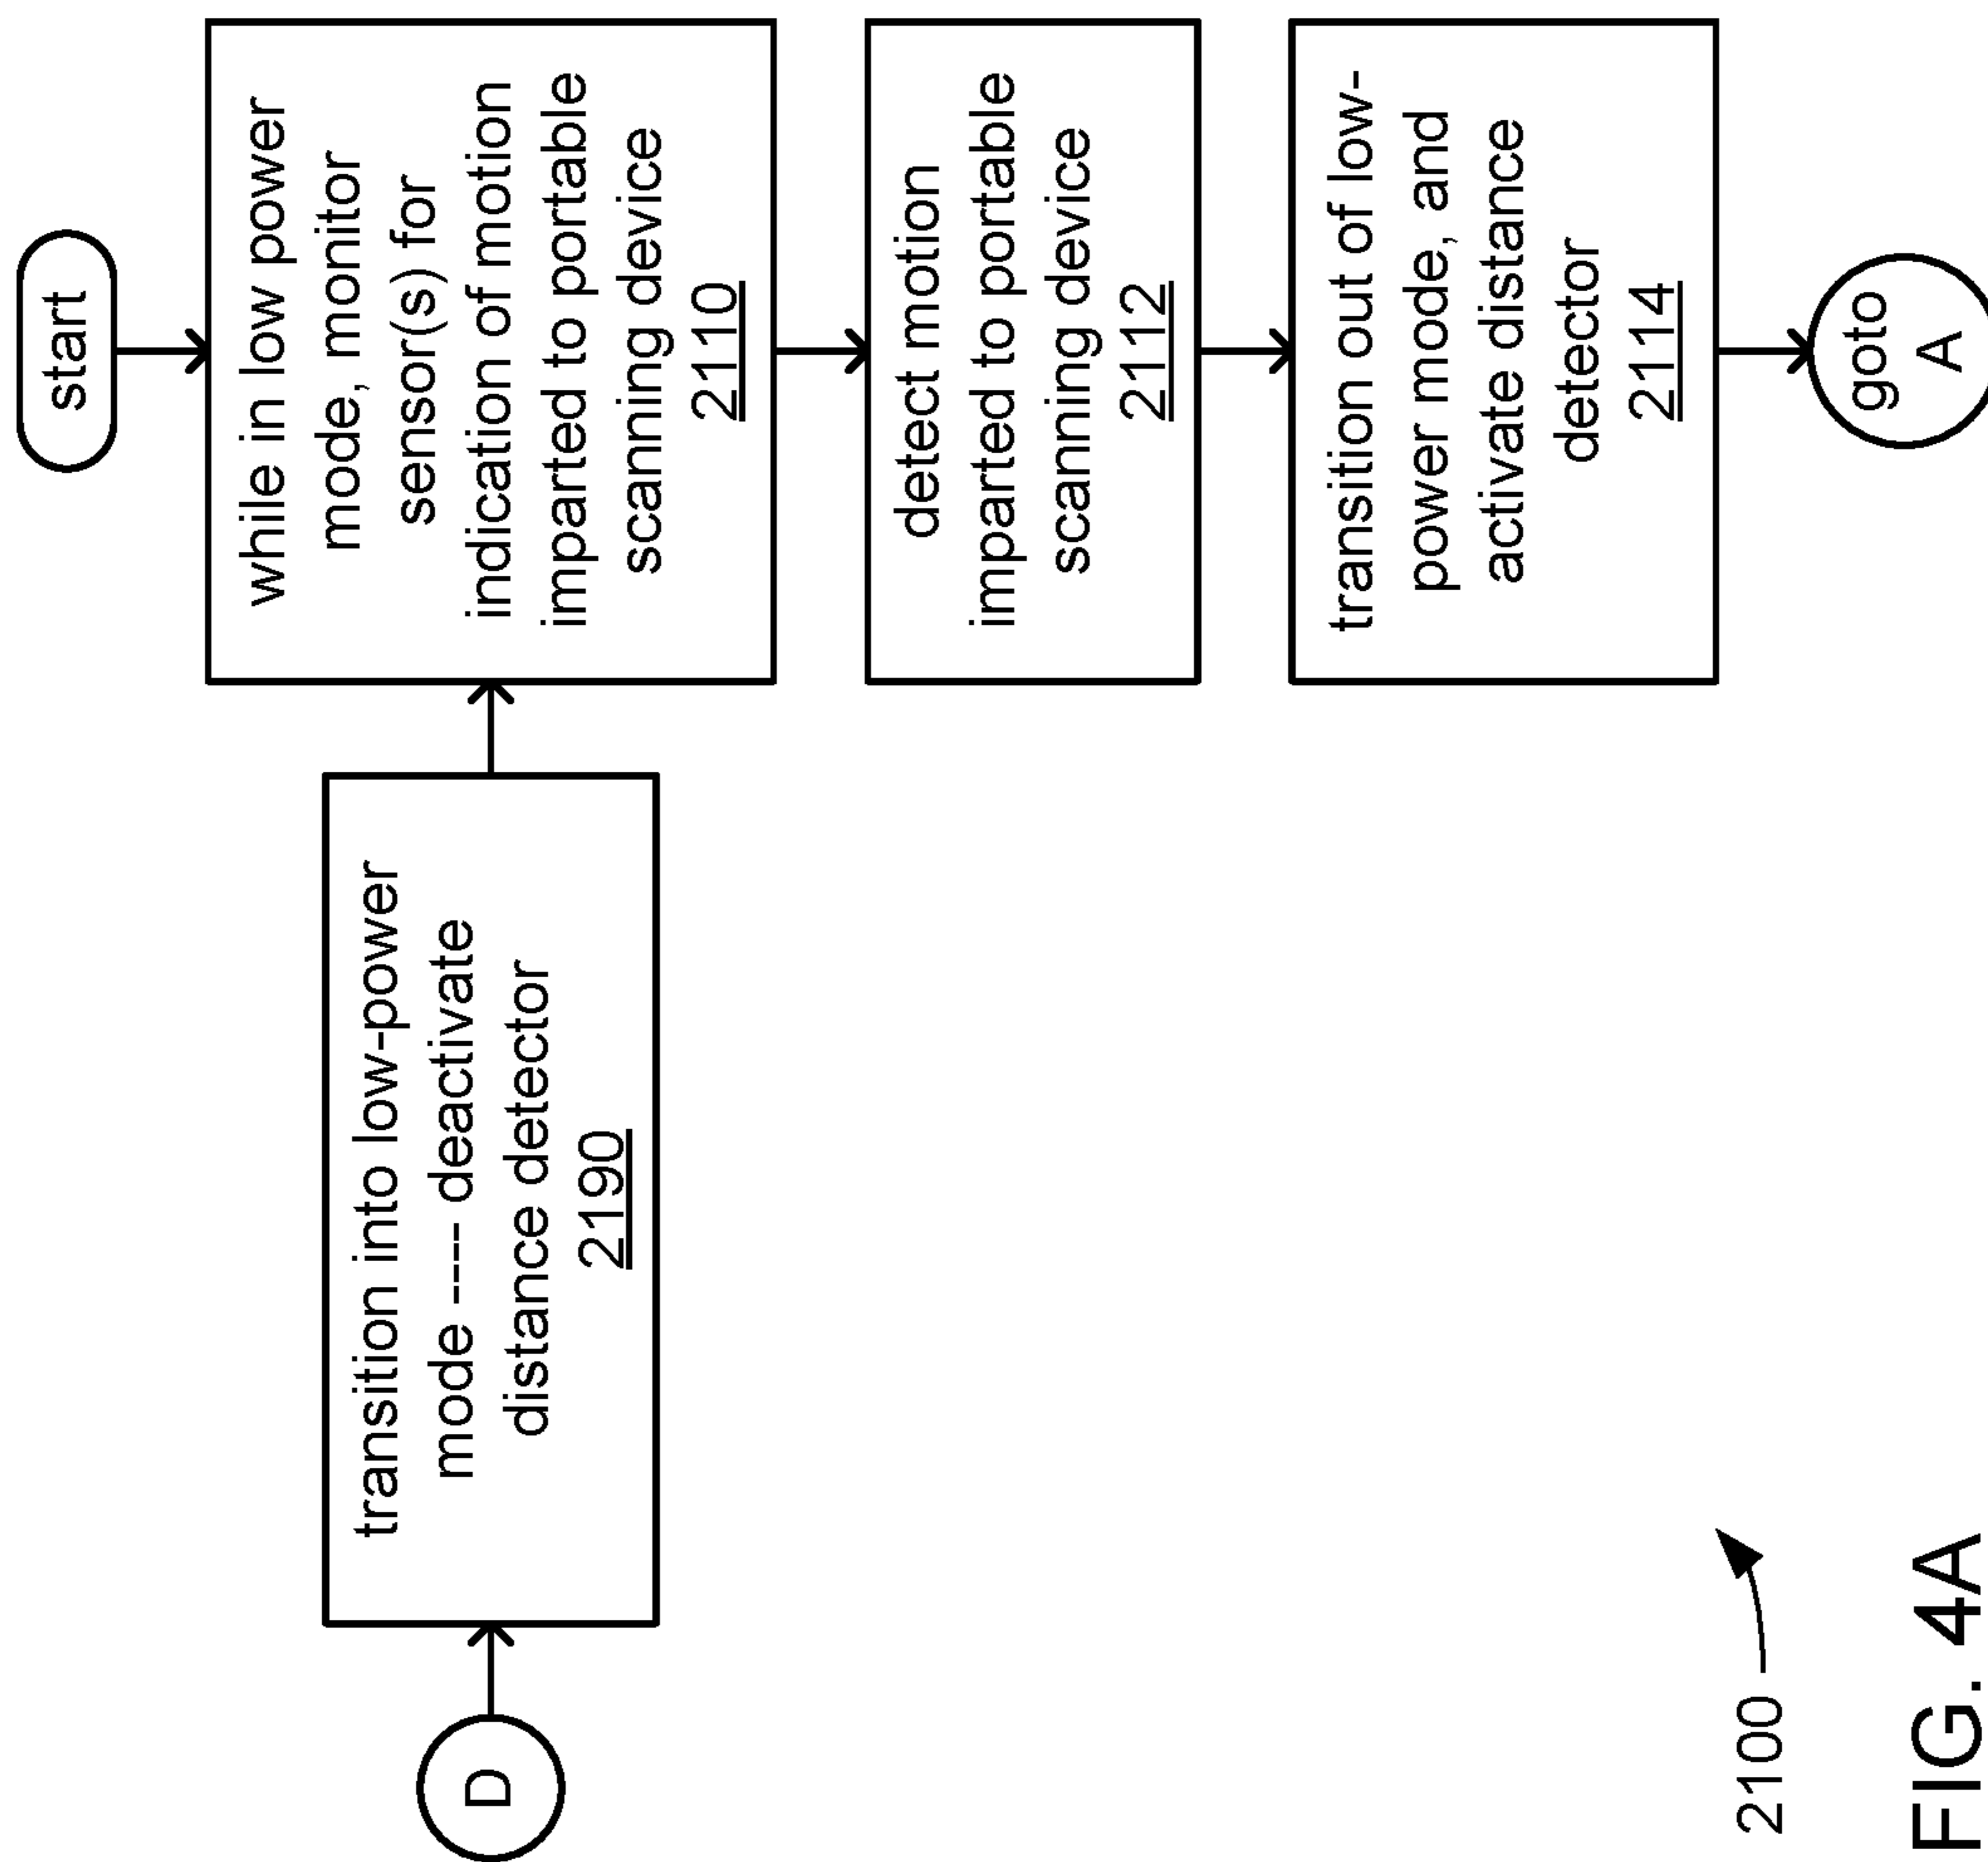 start
while in low power
mode, monitor
sensor(s) for
indication of motion
imparted to portable
scanning device
2110
detect motion
imparted to portable
scanning device
2112
transition out of low-
power mode, and
activate distance
detector
2114
goto
A
D
transition into low-power
mode ---- deactivate
distance detector
2190
2100
FIG. 4A